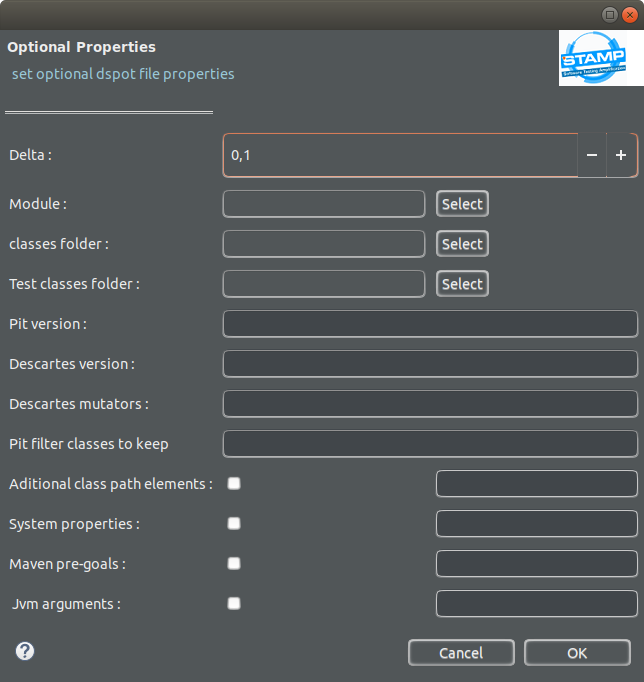 Optional Properties
set optional dspot file properties
STAMP
Software Testing Amplification
Delta :
0,1
Module :
Select
classes folder :
Select
Test classes folder :
Select
Pit version :
Descartes version :
Descartes mutators :
Pit filter classes to keep
Aditional class path elements :
System properties :
Maven pre-goals :
Jvm arguments :
Cancel
OK